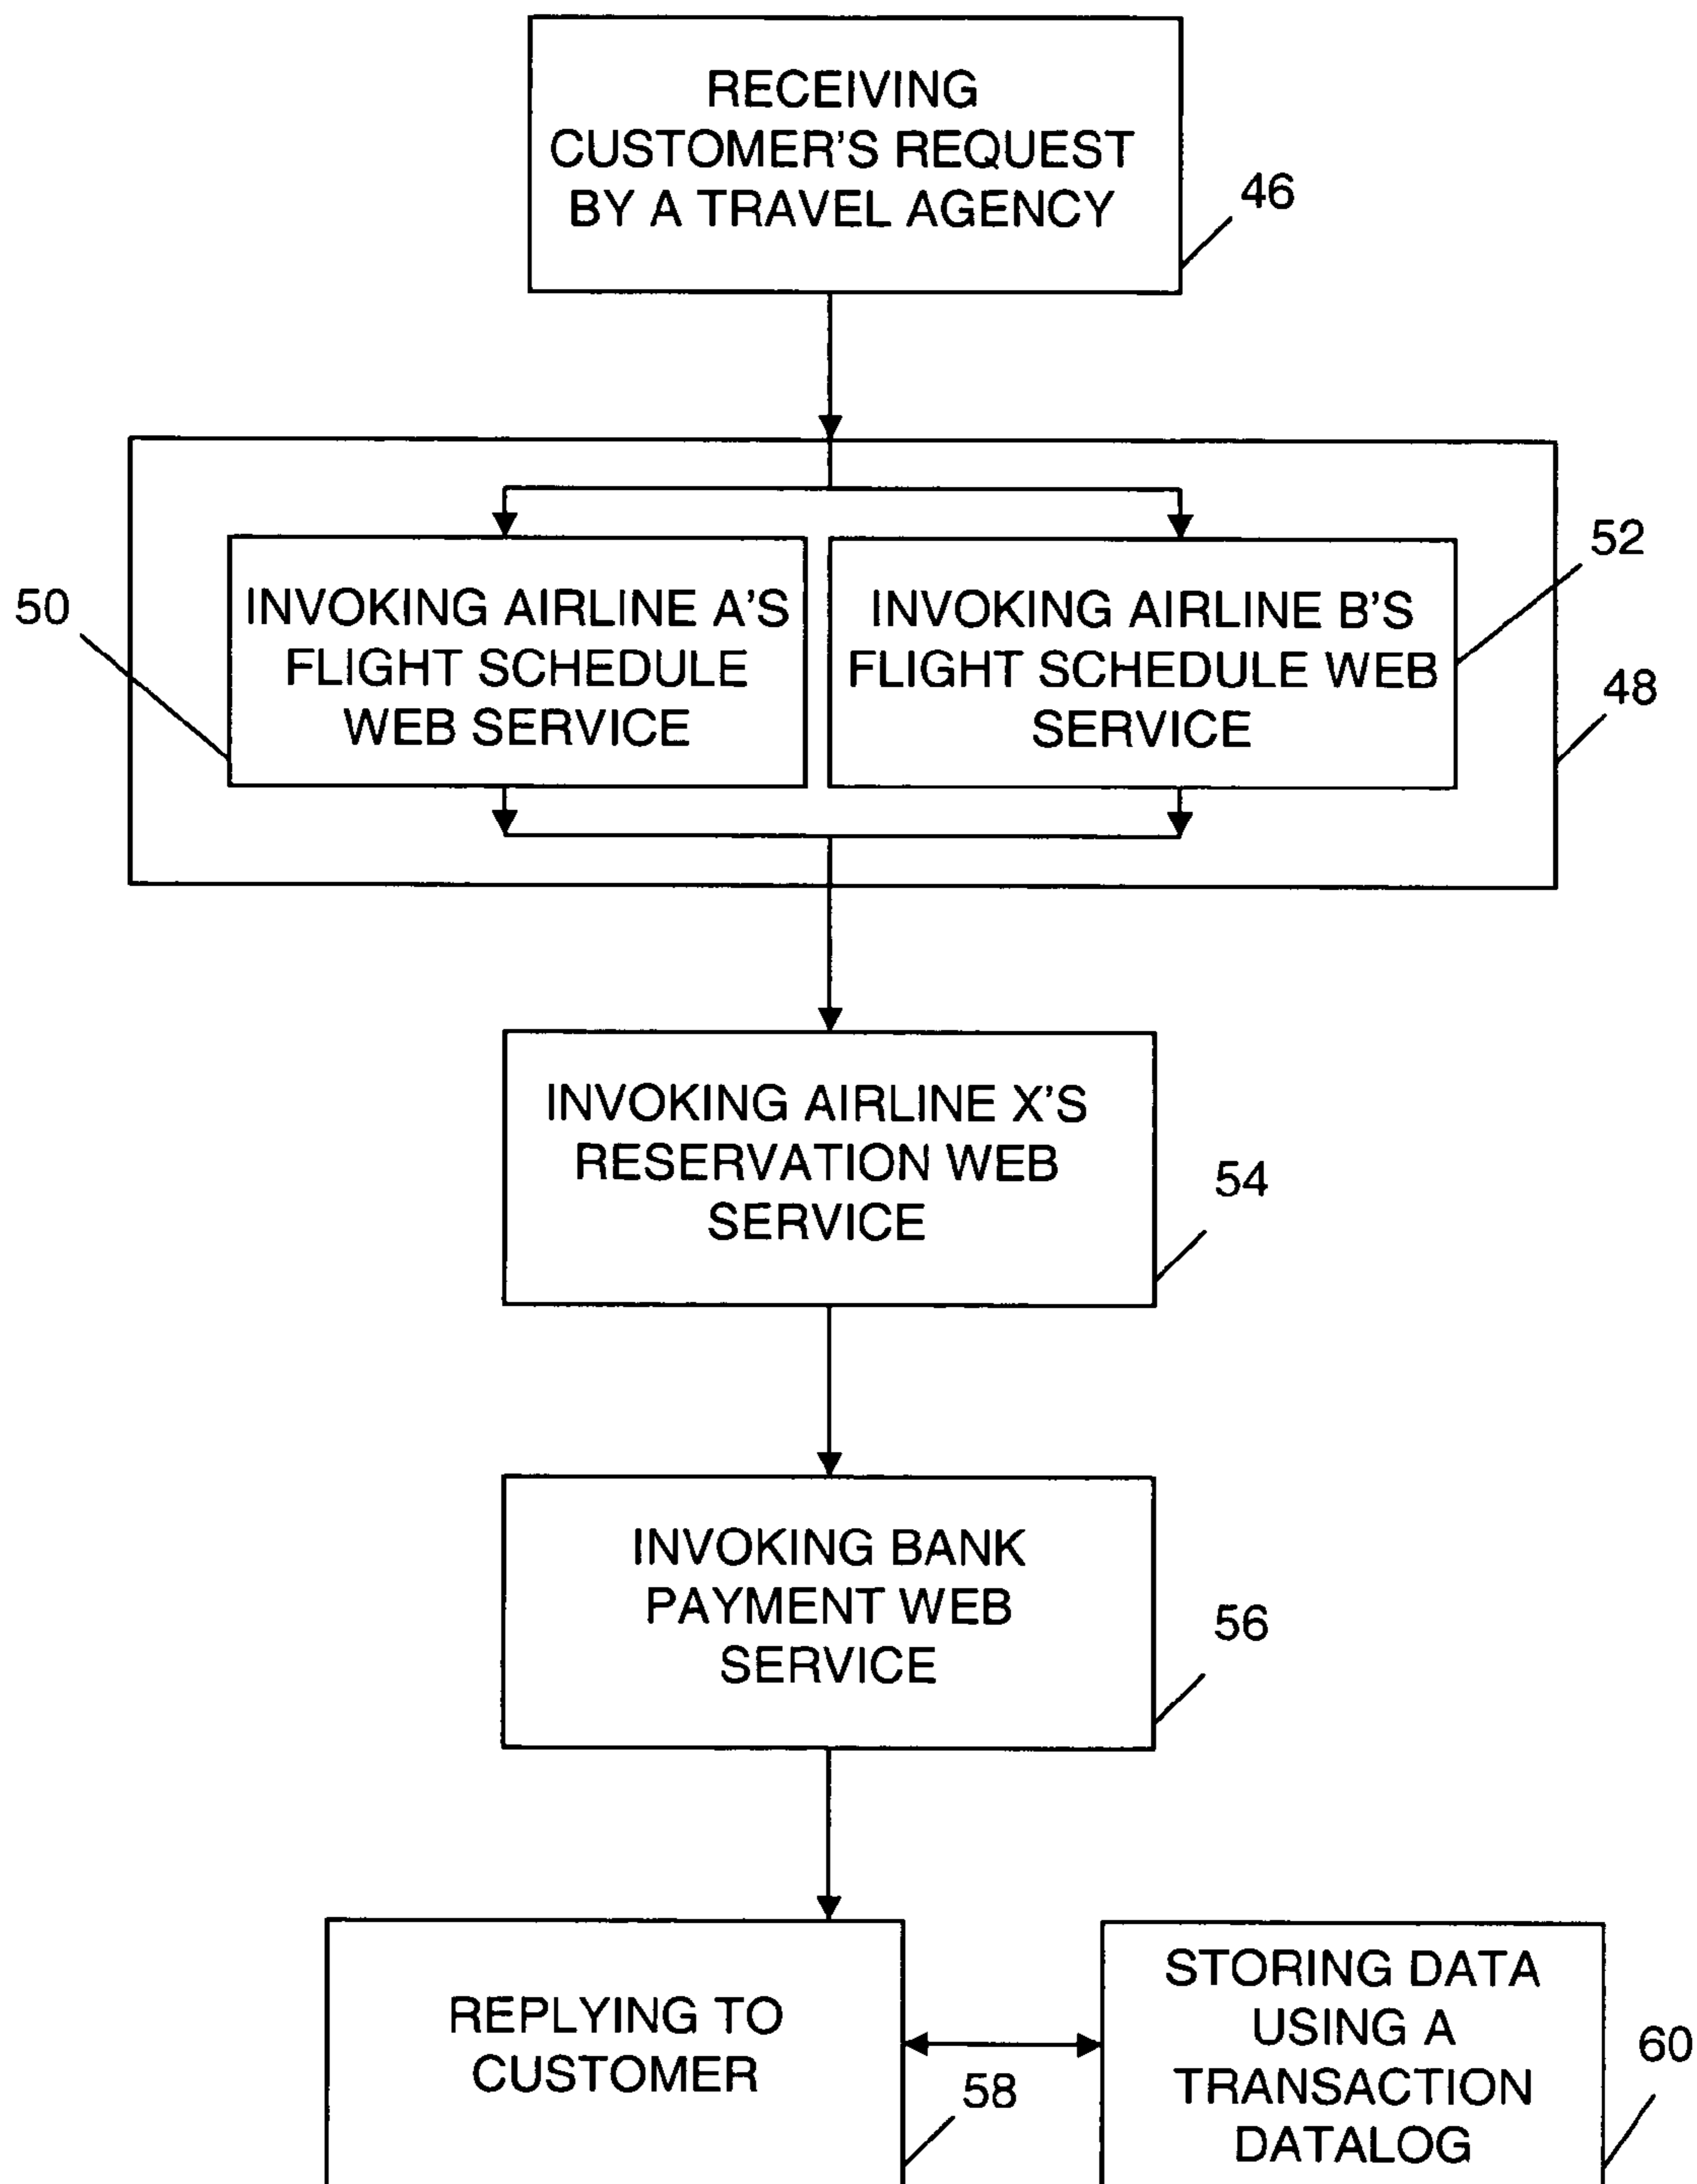 RECEIVING
CUSTOMER'S REQUEST
BY A TRAVEL AGENCY
46
50
INVOKING AIRLINE A'S
FLIGHT SCHEDULE
WEB SERVICE
INVOKING AIRLINE B'S
FLIGHT SCHEDULE WEB
SERVICE
52
48
INVOKING AIRLINE X'S
RESERVATION WEB
SERVICE
54
INVOKING BANK
PAYMENT WEB
SERVICE
56
REPLYING TO
CUSTOMER
58
STORING DATA
USING A
TRANSACTION
DATALOG
60